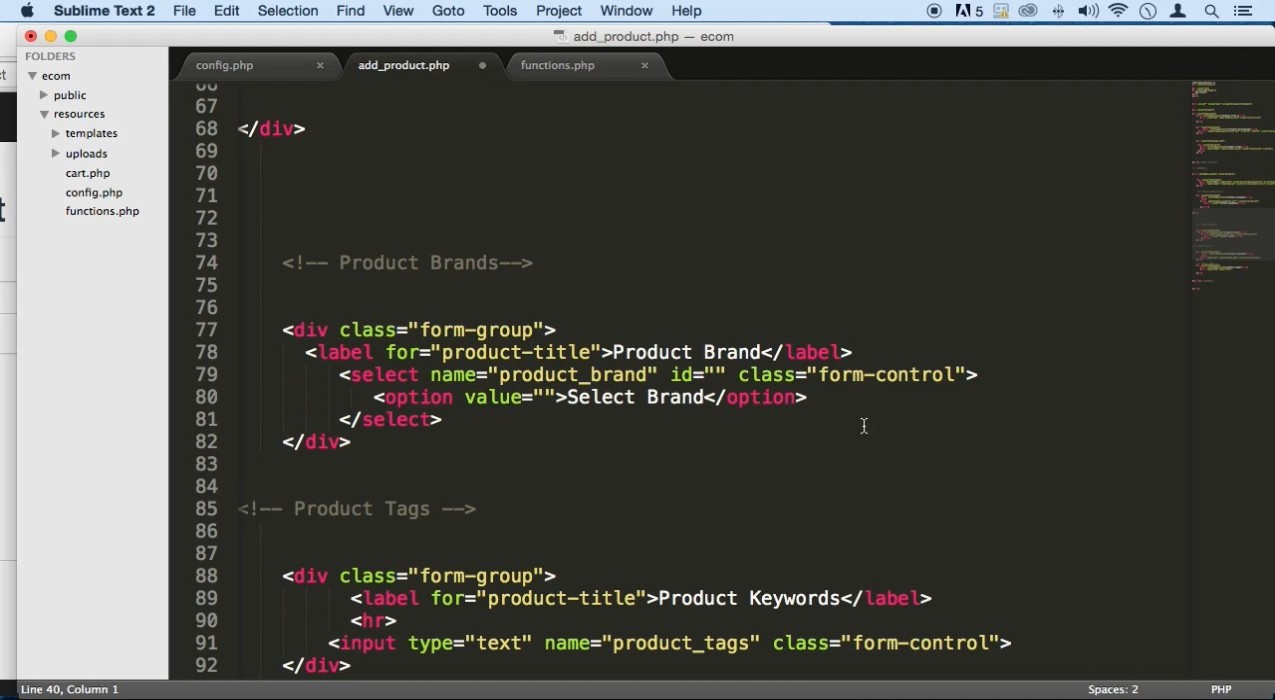 Sublime Text 2 File Edit Selection Find View Goto Tools Project Window Help 5
add_product.php — ecom
FOLDERS
ecom
public
resources
templates
uploads
cart.php
config.php
functions.php
config.php × add_product.php functions.php ×
66
67
68 </div>
69
70
71
72
73
74 <!-- Product Brands-->
75
76
77 <div class="form-group">
78 <label for="product-title">Product Brand</label>
79 <select name="product_brand" id="" class="form-control">
80 <option value="">Select Brand</option>
81 </select>
82 </div>
83
84
85 <!-- Product Tags -->
86
87
88 <div class="form-group">
89 <label for="product-title">Product Keywords</label>
90 <hr>
91 <input type="text" name="product_tags" class="form-control">
92 </div>
Line 40, Column 1 Spaces: 2 PHP